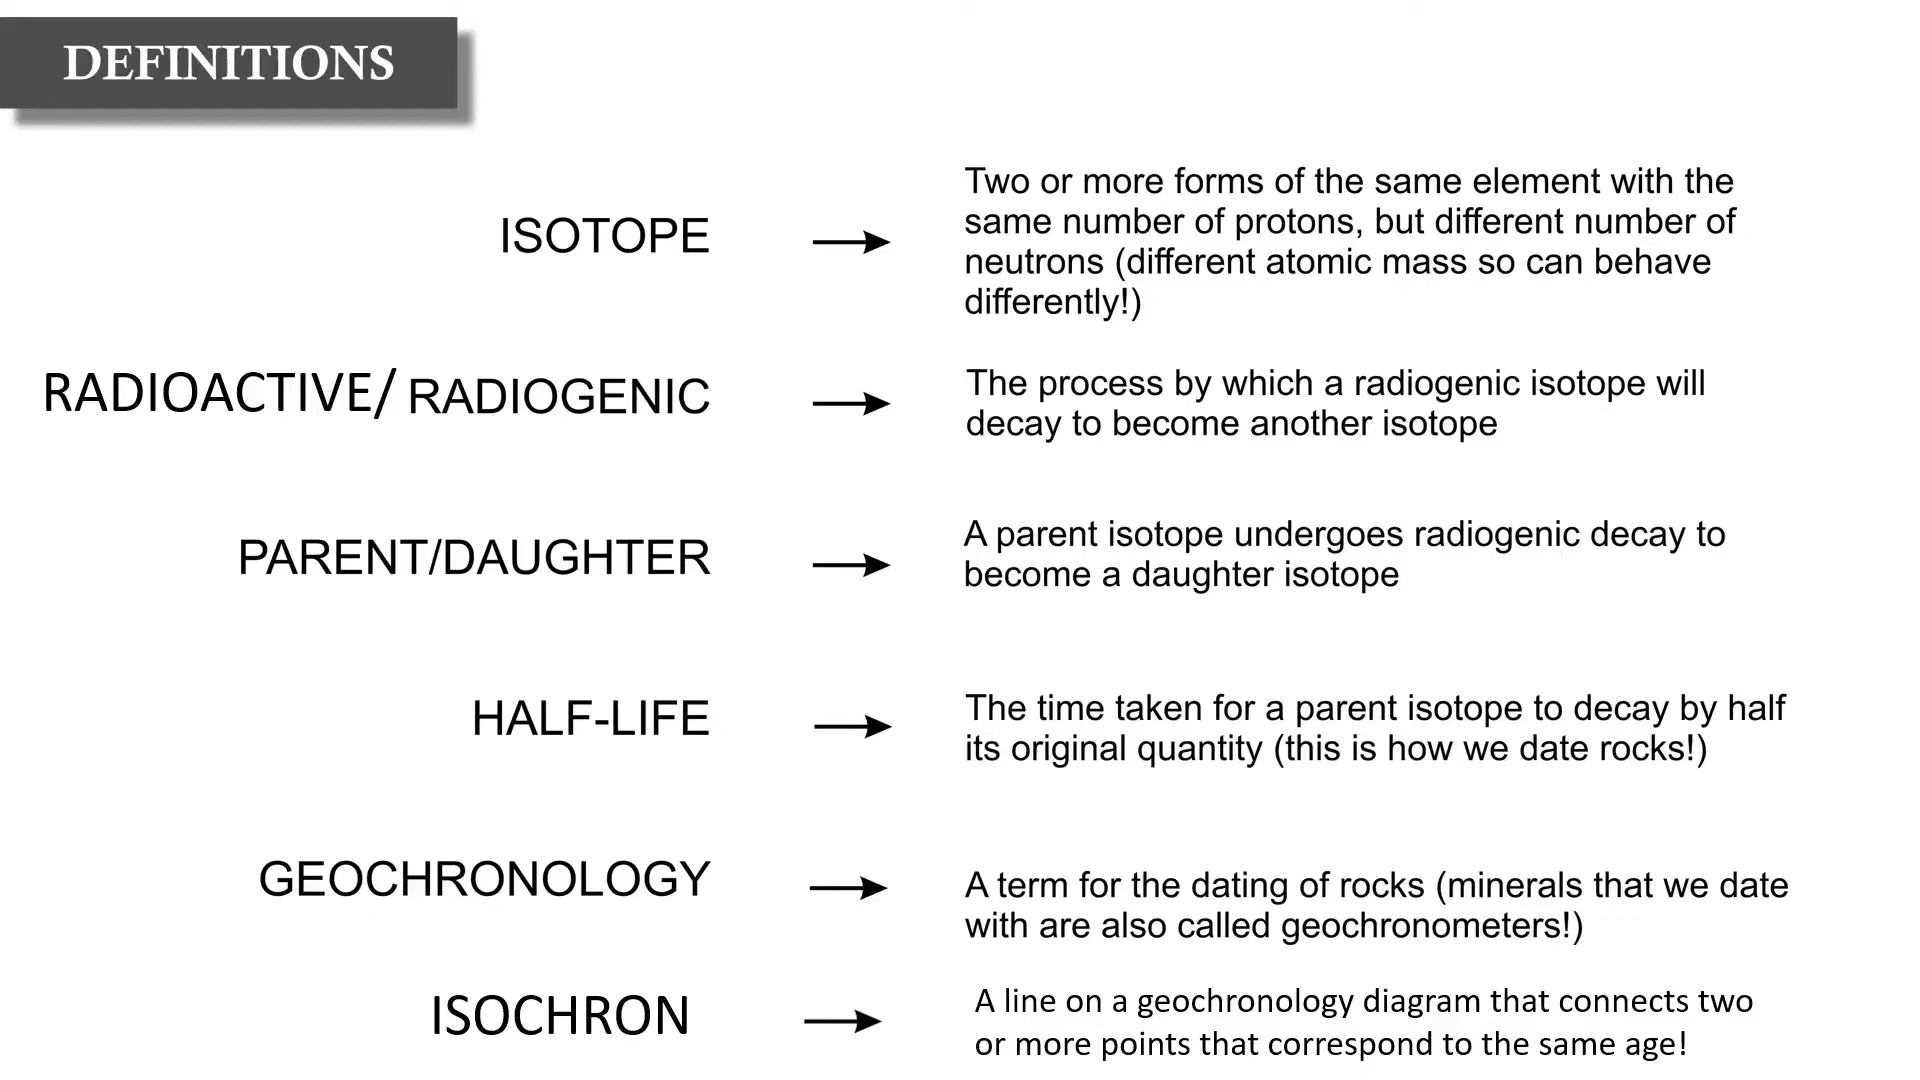 DEFINITIONS
ISOTOPE
Two or more forms of the same element with the
same number of protons, but different number of
neutrons (different atomic mass so can behave
differently!)
RADIOACTIVE/ RADIOGENIC
The process by which a radiogenic isotope will
decay to become another isotope
PARENT/DAUGHTER
A parent isotope undergoes radiogenic decay to
become a daughter isotope
HALF-LIFE
The time taken for a parent isotope to decay by half
its original quantity (this is how we date rocks!)
GEOCHRONOLOGY
A term for the dating of rocks (minerals that we date
with are also called geochronometers!)
ISOCHRON
A line on a geochronology diagram that connects two
or more points that correspond to the same age!